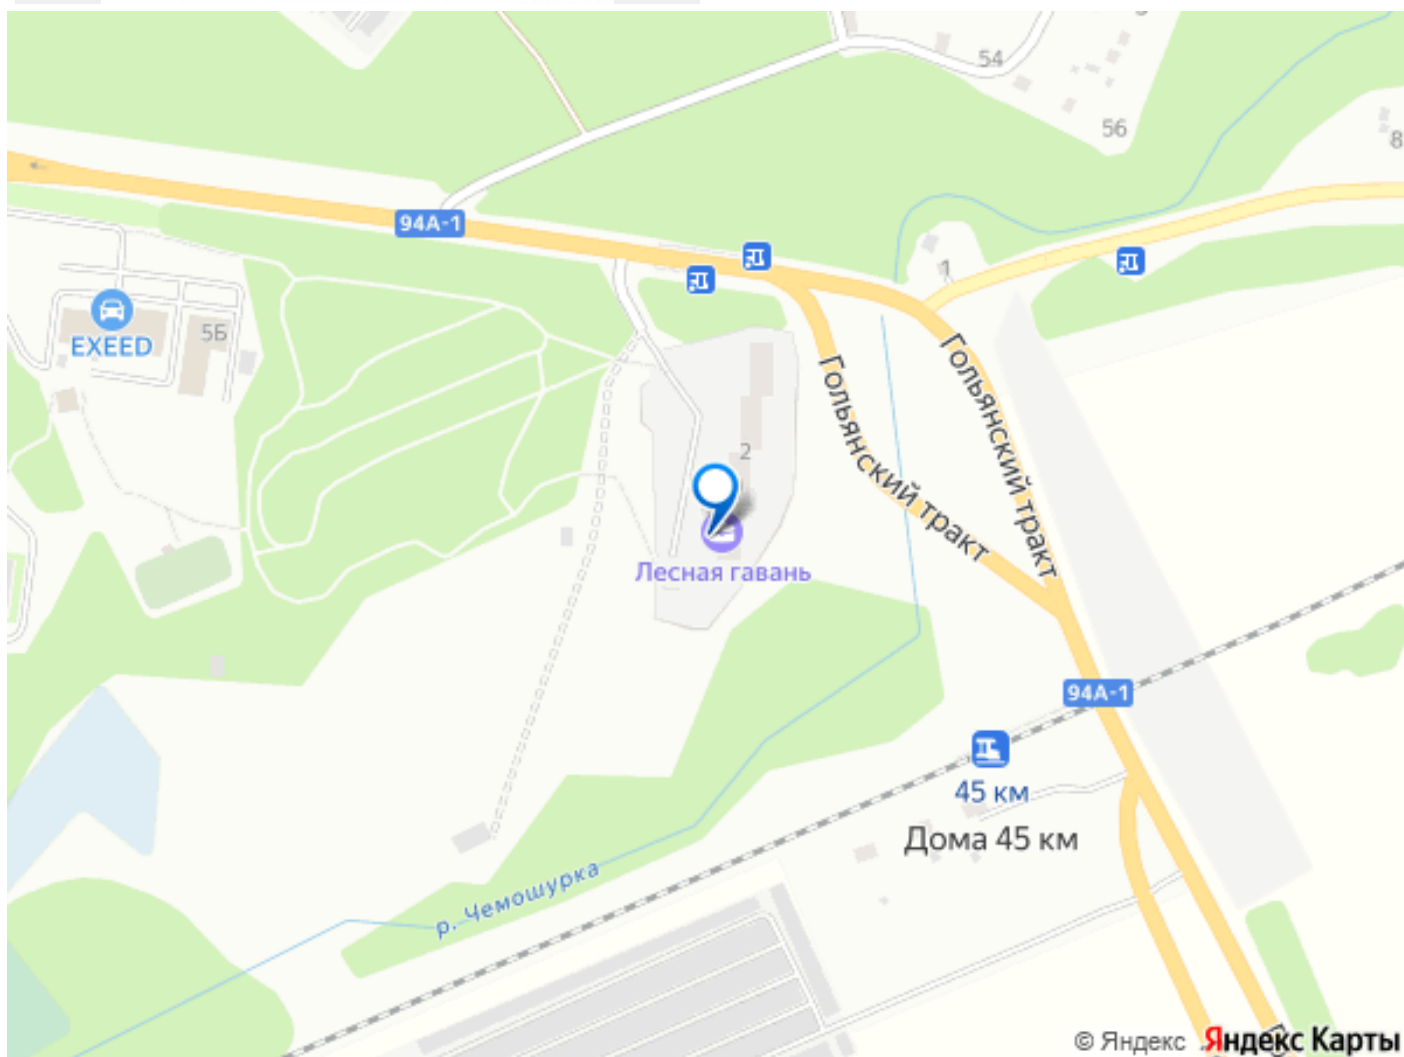 54
56
8
94А-1
1
5Б
EXEED
Гольянский тракт
Гольянский тракт
2
Лесная гавань
94А-1
45 км
Дома 45 км
р. Чемошурка
© Яндекс Яндекс Карты